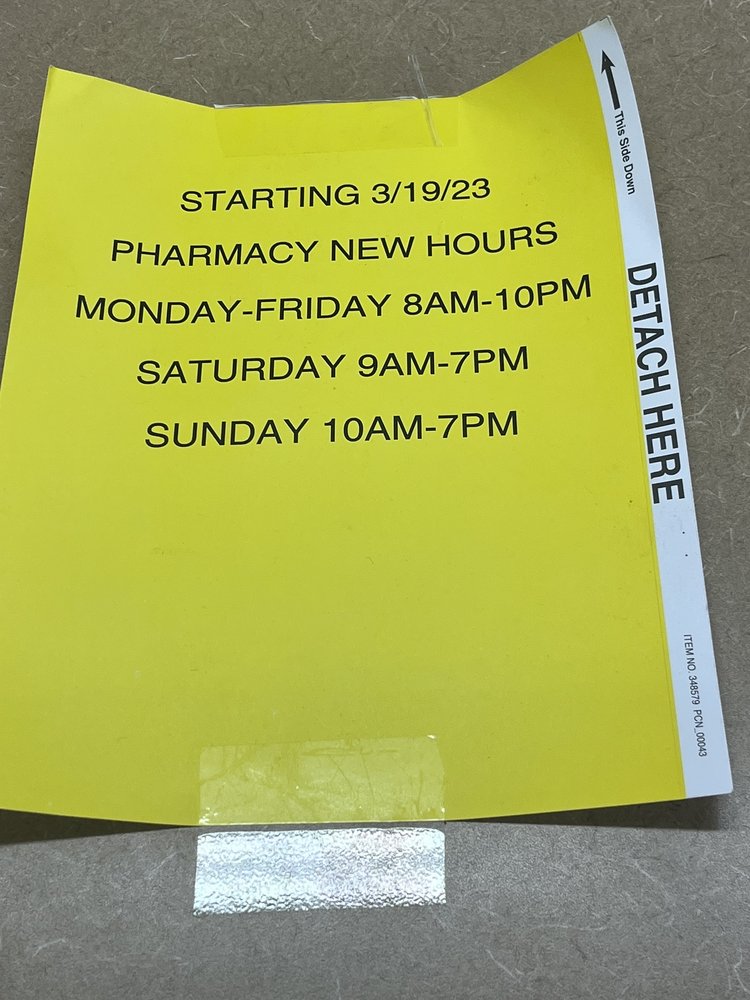 STARTING 3/19/23
PHARMACY NEW HOURS
MONDAY-FRIDAY 8AM-10PM
SATURDAY 9AM-7PM
SUNDAY 10AM-7PM
This Side Down
DETACH HERE
ITEM NO. 348579 PCN_00043